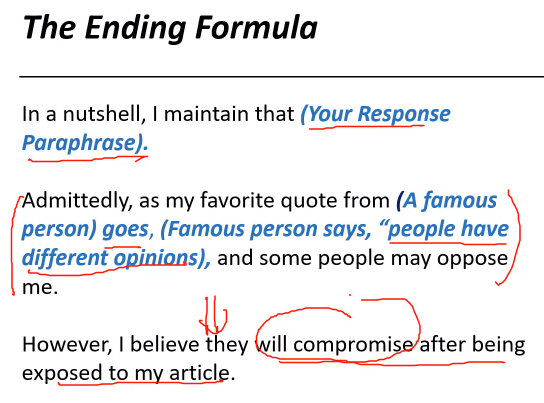 The Ending Formula
In a nutshell, I maintain that (Your Response
Paraphrase).
Admittedly, as my favorite quote from (A famous
person) goes, (Famous person says, “people have
different opinions), and some people may oppose
me.
However, I believe they will compromise after being
exposed to my article.